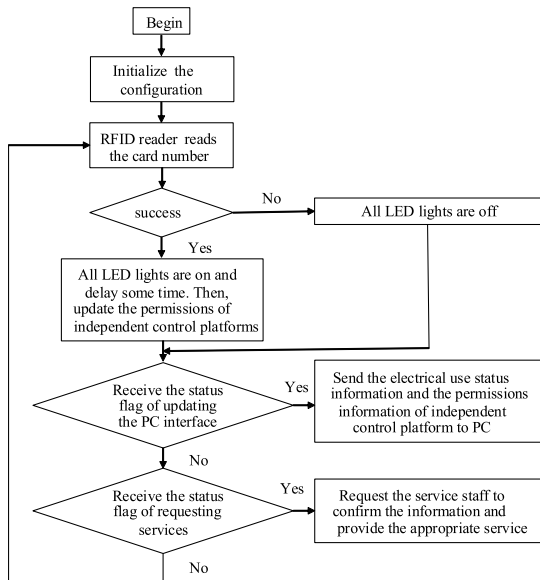 Begin
Initialize the
configuration
RFID reader reads
the card number
success
No
All LED lights are off
Yes
All LED lights are on and
delay some time. Then,
update the permissions of
independent control platforms
Receive the status
flag of updating
the PC interface
Yes
Send the electrical use status
information and the permissions
information of independent
control platform to PC
No
Receive the status
flag of requesting
services
Yes
Request the service staff to
confirm the information and
provide the appropriate service
No